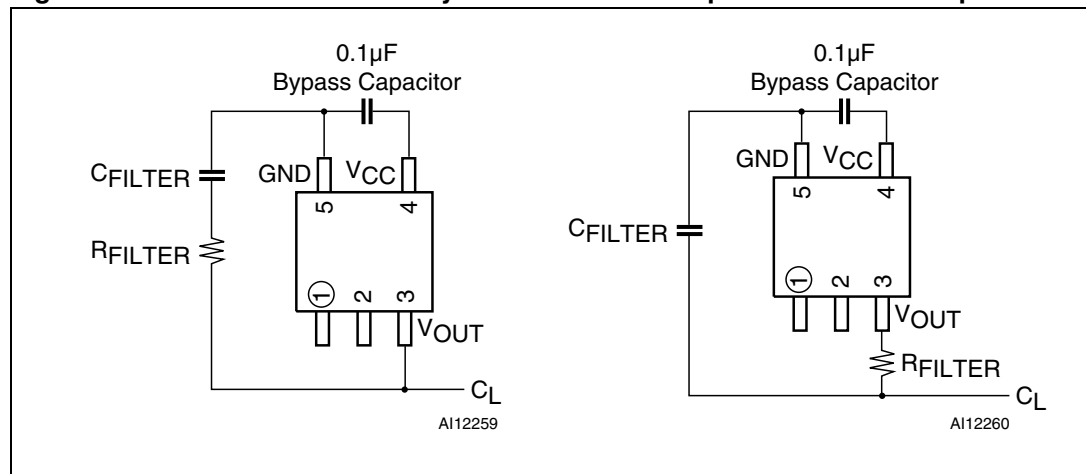 0.1µF
Bypass Capacitor
GND
VCC
CFILTER
5
4
RFILTER
1
2
3
VOUT
CL
AI12259
0.1µF
Bypass Capacitor
GND
VCC
5
4
CFILTER
1
2
3
VOUT
RFILTER
CL
AI12260